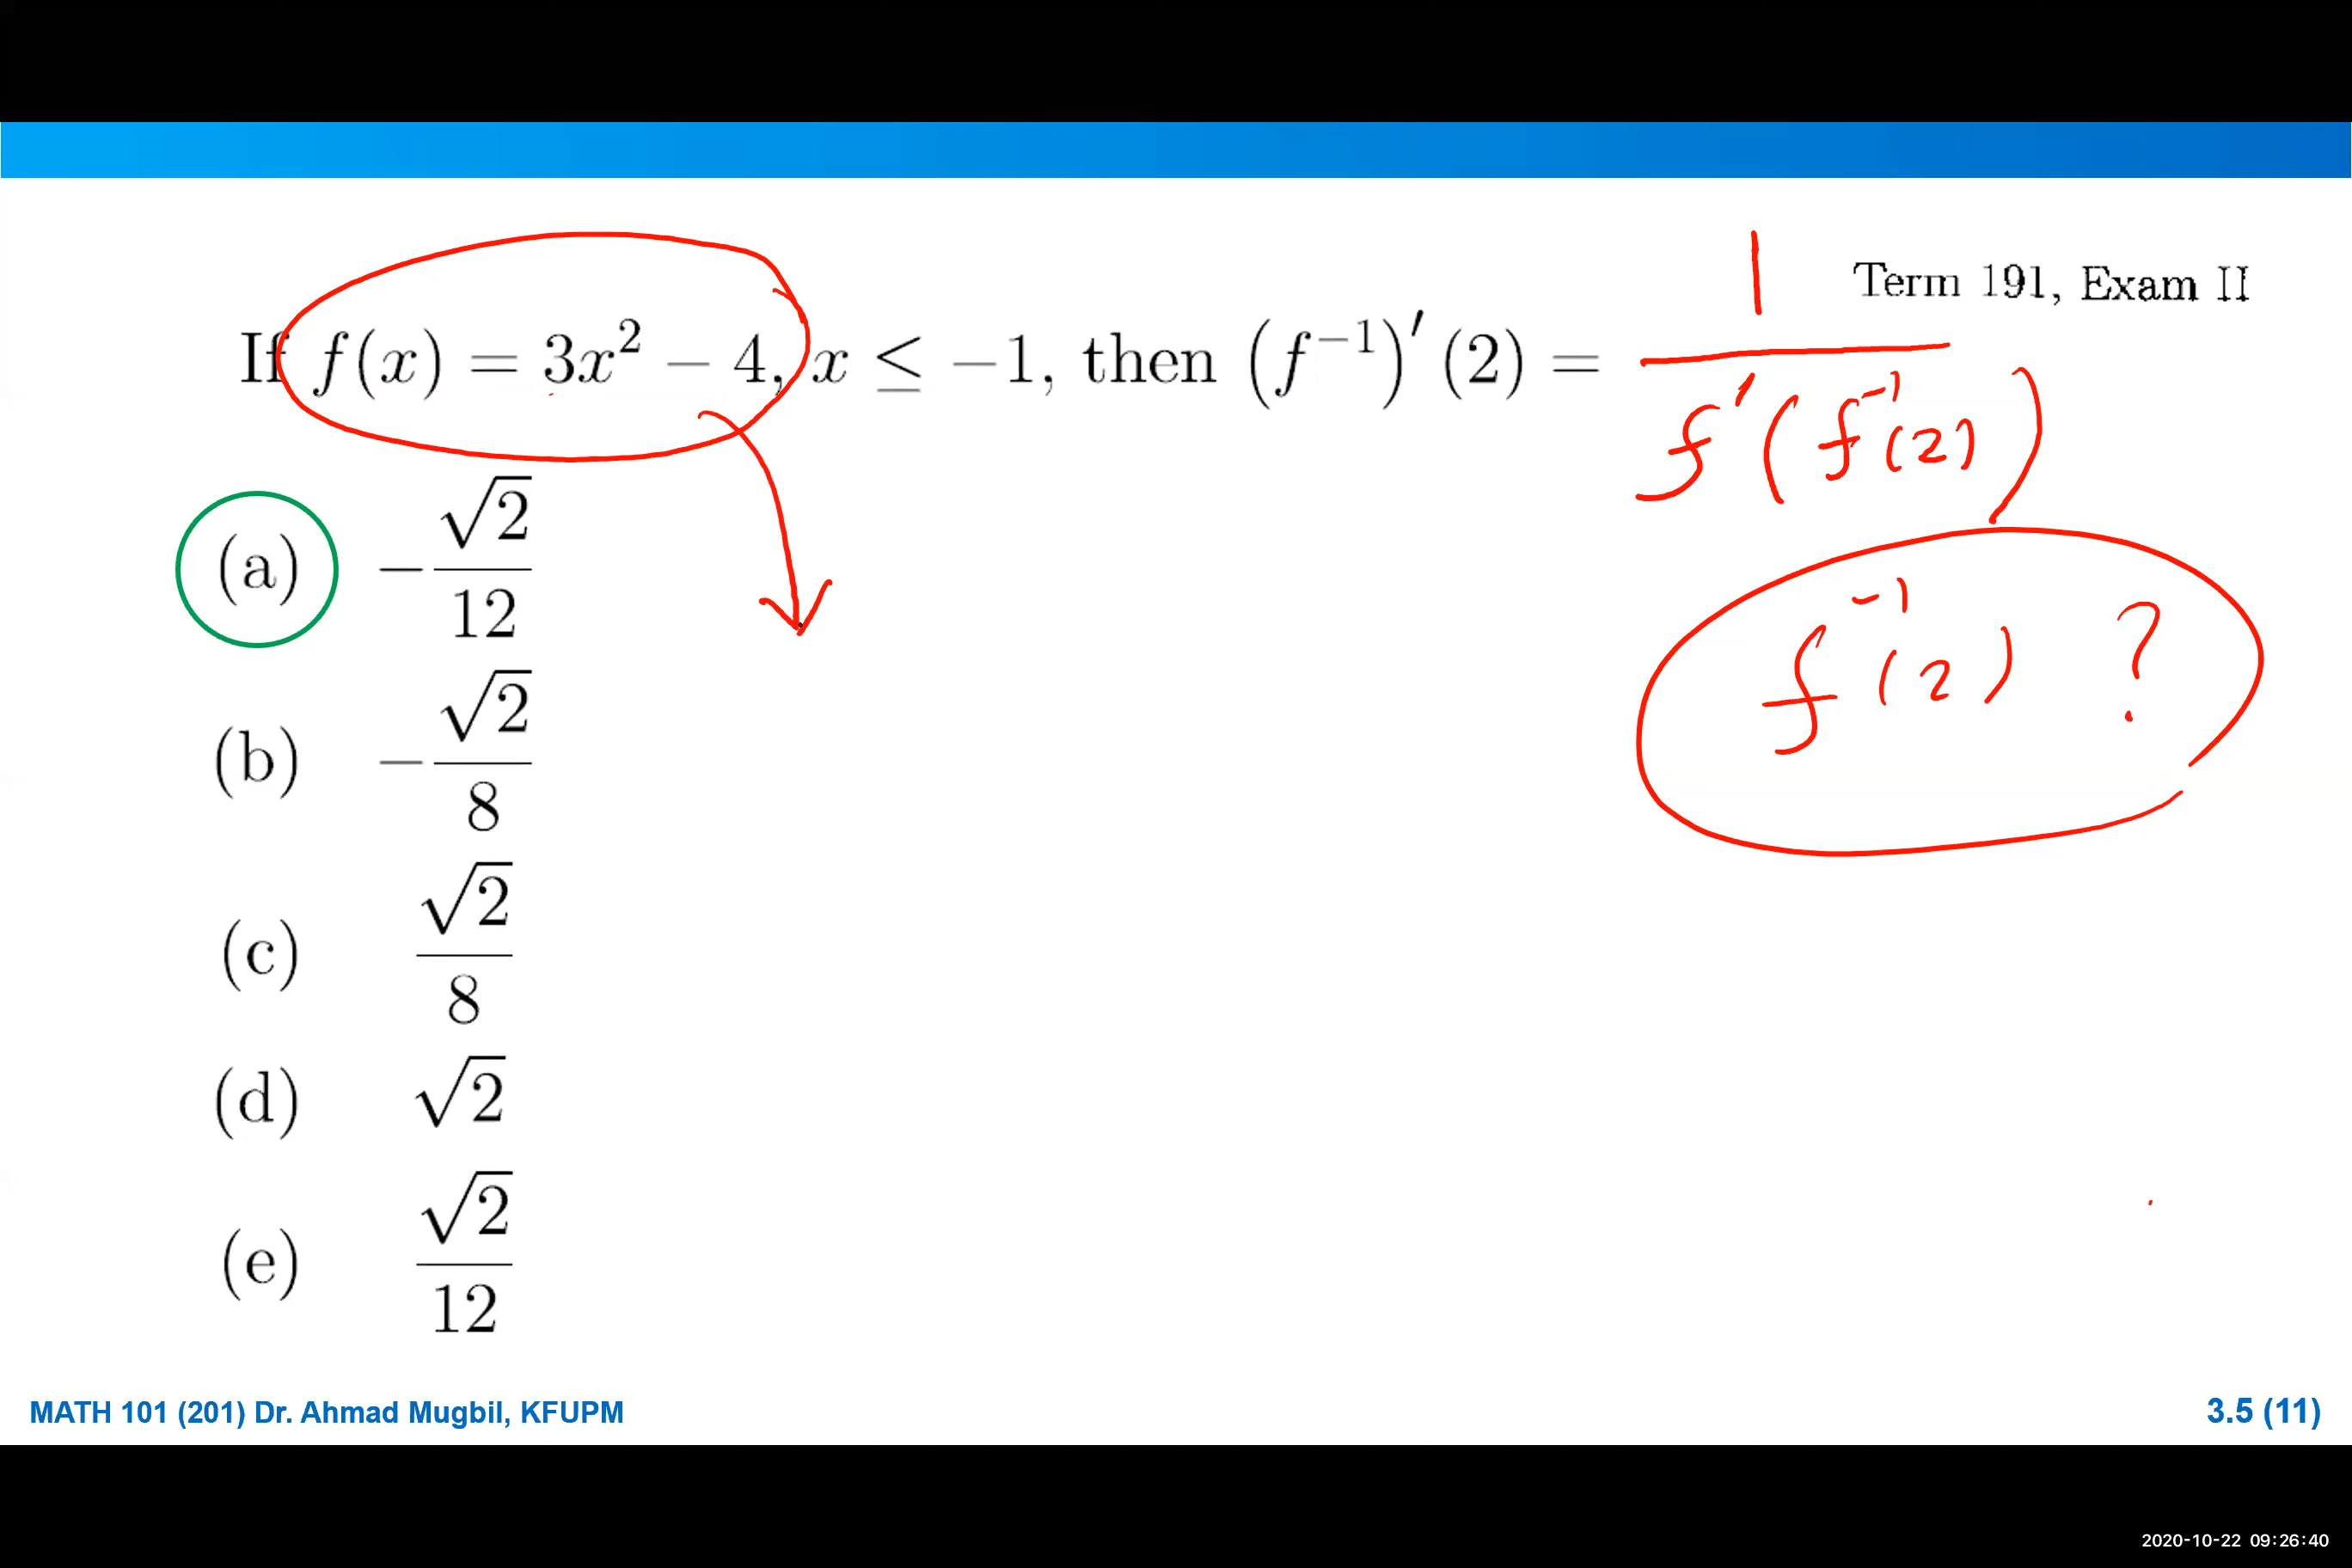 Term 191, Exam II
If f(x) = 3x² − 4, x ≤ −1, then (f⁻¹)′(2) = 1 / f′(f⁻¹(2))
(a) −√2/12
f⁻¹(2) ?
(b) −√2/8
(c) √2/8
(d) √2
(e) √2/12
MATH 101 (201) Dr. Ahmad Mugbil, KFUPM
3.5 (11)
2020-10-22 09:26:40